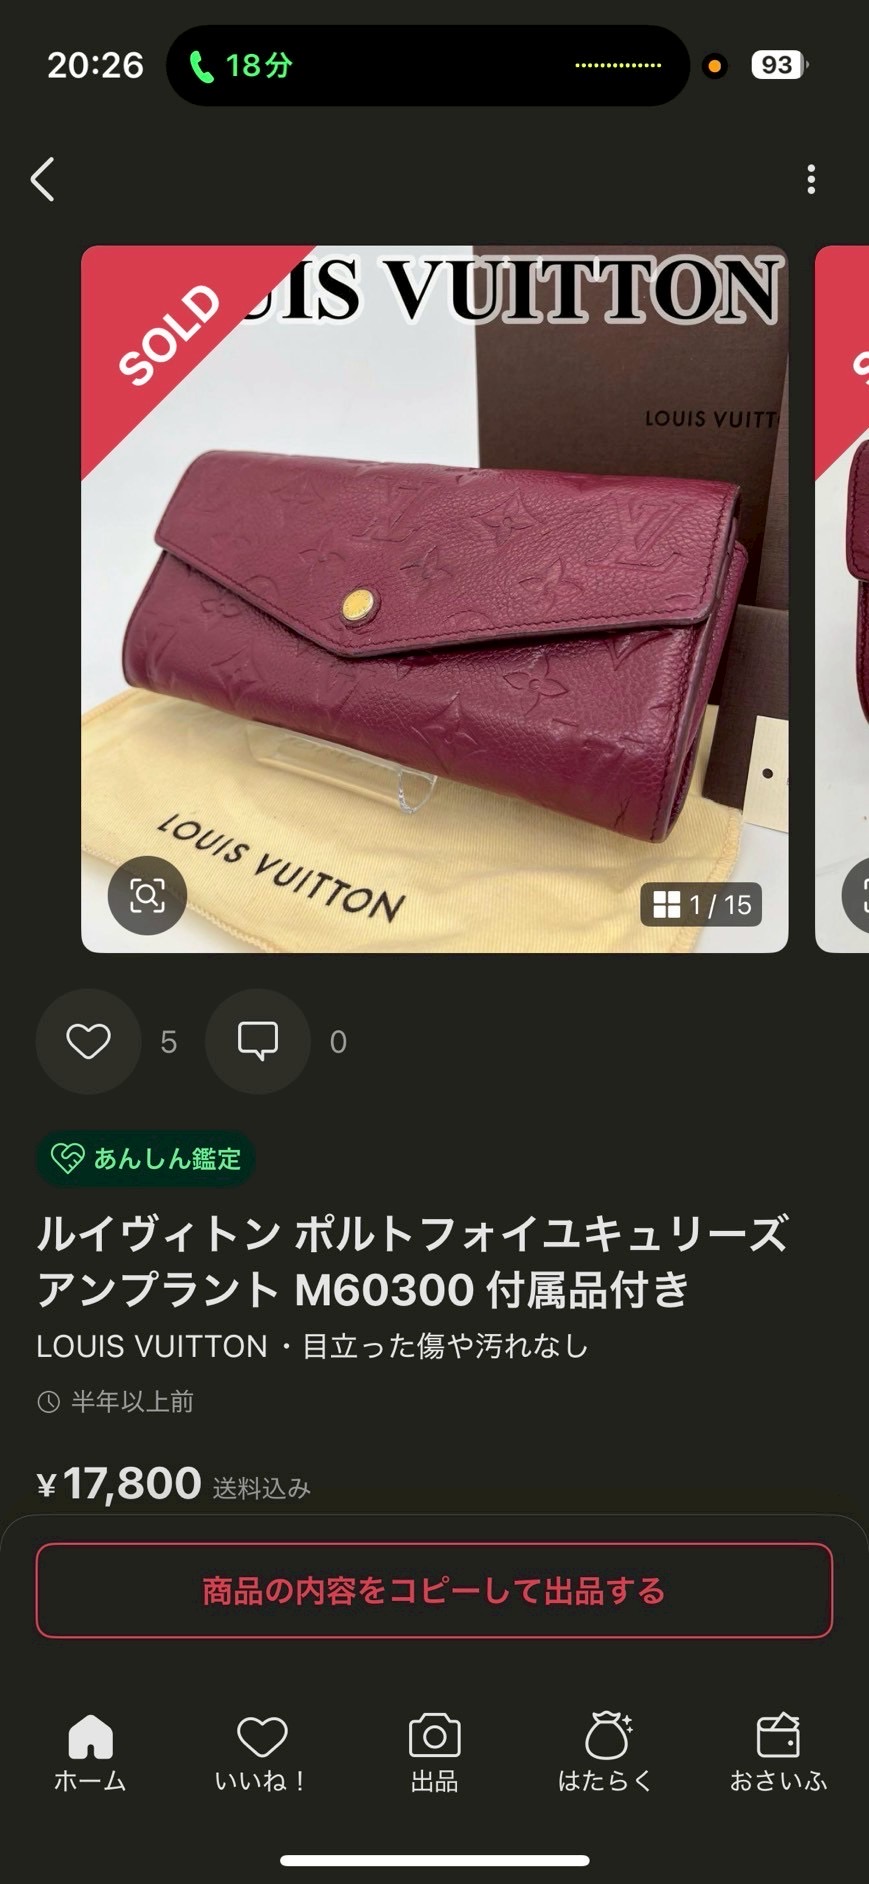 20:26
18分
93
SOLD
UIS VUITTON
LOUIS VUITT
LOUIS VUITTON
1 / 15
5
0
あんしん鑑定
ルイヴィトン ポルトフォイユキュリーズ
アンプラント M60300 付属品付き
LOUIS VUITTON・目立った傷や汚れなし
半年以上前
¥17,800 送料込み
商品の内容をコピーして出品する
ホーム
いいね！
出品
はたらく
おさいふ